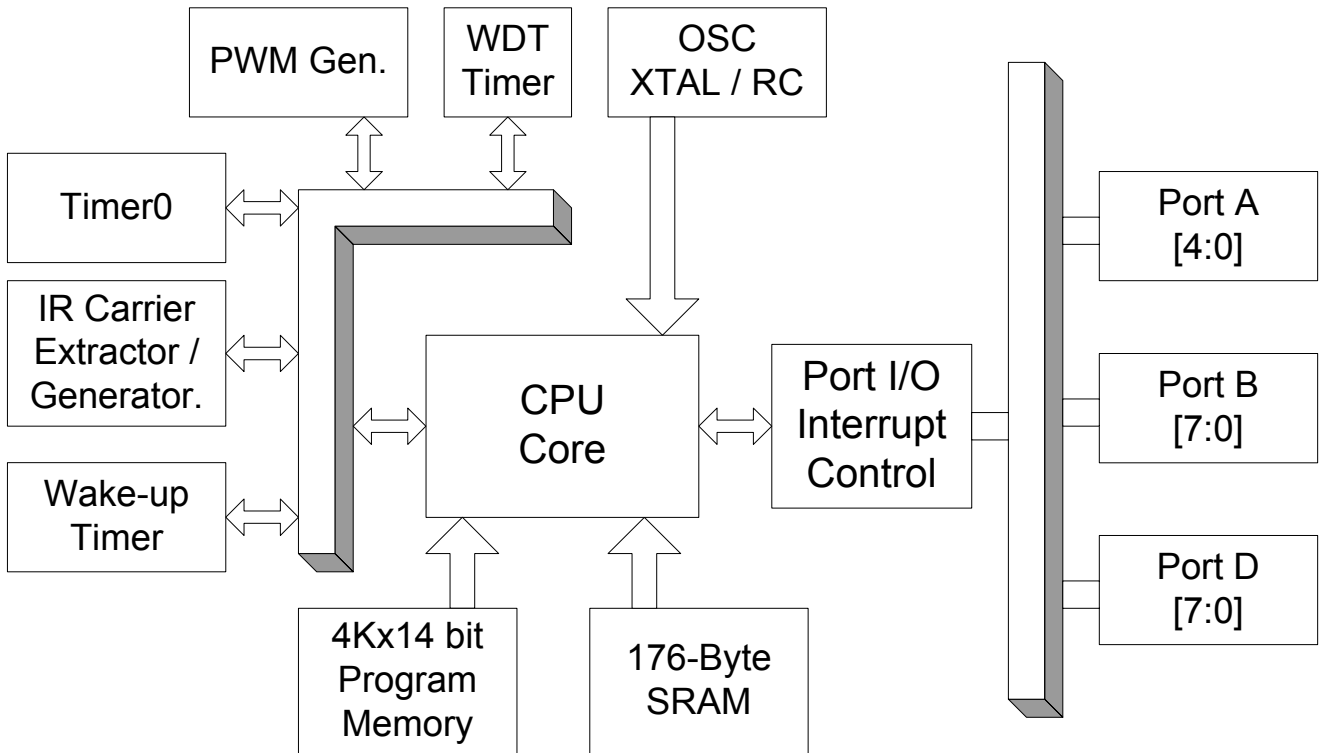 PWM Gen.
WDT
Timer
OSC
XTAL / RC
Timer0
IR Carrier
Extractor /
Generator.
Wake-up
Timer
CPU
Core
Port I/O
Interrupt
Control
Port A
[4:0]
Port B
[7:0]
Port D
[7:0]
4Kx14 bit
Program
Memory
176-Byte
SRAM